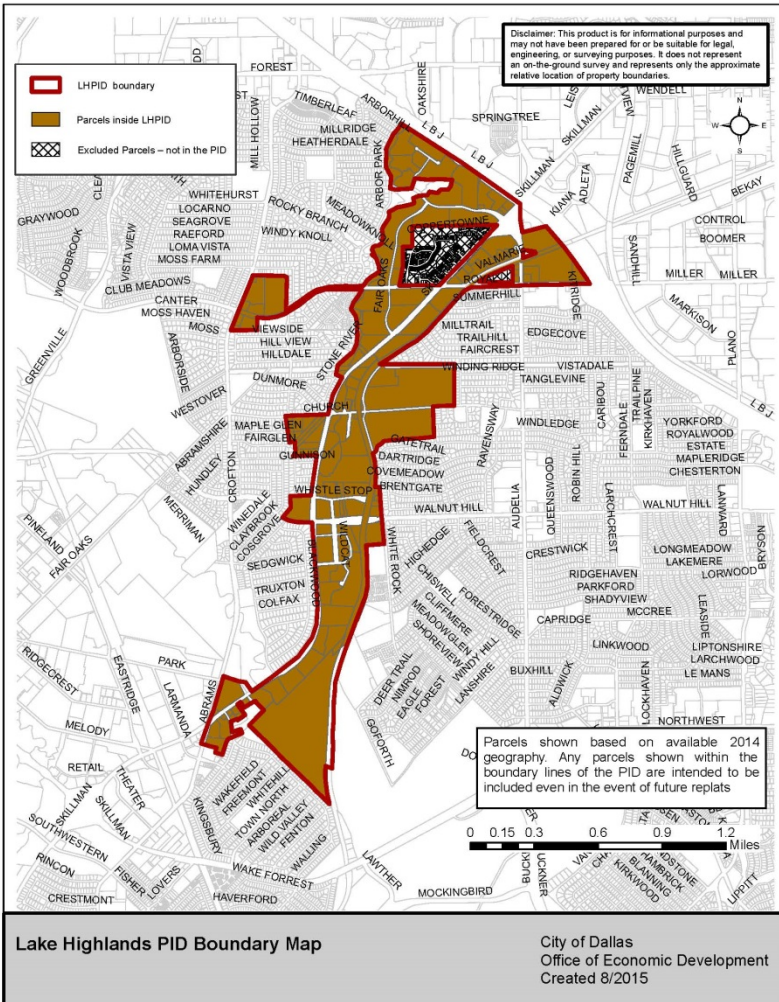 Disclaimer: This product is for informational purposes and
may not have been prepared for or be suitable for legal,
engineering, or surveying purposes. It does not represent
an on-the-ground survey and represents only the approximate
relative location of property boundaries.
LHPID boundary
Parcels inside LHPID
Excluded Parcels – not in the PID
N
W E
S
FOREST
TIMBERLEAF
ARBORHILL
OAKSHIRE
L B J
L B J
SPRINGTREE
SKILLMAN
SKILLMAN
WENDELL
PAGEMILL
HILLGUARD
BEKAY
MILL HOLLOW
MILLRIDGE
HEATHERDALE
ARBOR PARK
KIANA
ADLETA
WHITEHURST
LOCARNO
SEAGROVE
RAEFORD
LOMA VISTA
MOSS FARM
ROCKY BRANCH
MEADOWKNOLL
WINDY KNOLL
GRAYWOOD
WOODBROOK
VISTA VIEW
CLUB MEADOWS
CANTER
MOSS HAVEN
MOSS
CONTROL
BOOMER
VALMARIE
SANDHILL
MILLER
MILLER
FAIR OAKS
SUMMERHILL
KITRIDGE
MARKISON
PLANO
GREENVILLE
ARBORSIDE
VIEWSIDE
HILL VIEW
HILLDALE
STONE RIVER
MILLTRAIL
TRAILHILL
FAIRCREST
EDGECOVE
WINDING RIDGE
VISTADALE
TANGLEVINE
L B J
WESTOVER
DUNMORE
CHURCH
MAPLE GLEN
FAIRGLEN
ABRAMSHIRE
HUNDLEY
CROFTON
GUNNISON
GATETRAIL
DARTRIDGE
COVEMEADOW
BRENTGATE
RAVENSWAY
WINDLEDGE
CARIBOU
FERNDALE
TRAILPINE
KIRKHAVEN
YORKFORD
ROYALWOOD
ESTATE
MAPLERIDGE
CHESTERTON
MERRIMAN
WINEDALE
CLAYBROOK
COSGROVE
WHISTLE STOP
WALNUT HILL
AUDELIA
QUEENSWOOD
ROBIN HILL
LARCHCREST
WALNUT HILL
LANWARD
BRYSON
PINELAND
FAIR OAKS
SEDGWICK
TRUXTON
COLFAX
BLACKWOOD
WILDCAT
WHITE ROCK
HIGHEDGE
FIELDCREST
CRESTWICK
LONGMEADOW
LAKEMERE
LORWOOD
RIDGEHAVEN
PARKFORD
SHADYVIEW
MCCREE
CHISWELL
CLIFFMERE
MEADOWGLEN
SHOREVIEW
FORESTRIDGE
WINDY HILL
LANSHIRE
CAPRIDGE
LEASIDE
LINKWOOD
LIPTONSHIRE
LARCHWOOD
LE MANS
BUXHILL
ALDWICK
RIDGECREST
EASTRIDGE
PARK
LARMANDA
ABRAMS
DEER TRAIL
NIMROD
EAGLE
FOREST
GOFORTH
LOCKHAVEN
NORTHWEST
MELODY
RETAIL
THEATER
SKILLMAN
SKILLMAN
SOUTHWESTERN
WAKEFIELD
FREEMONT
WHITEHILL
TOWN NORTH
ARBOREAL
WILD VALLEY
FENTON
WALLING
KINGSBURY
Parcels shown based on available 2014
geography. Any parcels shown within the
boundary lines of the PID are intended to be
included even in the event of future replats
0 0.15 0.3 0.6 0.9 1.2
Miles
RINCON
FISHER
LOVERS
WAKE FORREST
LAWTHER
CRESTMONT
HAVERFORD
MOCKINGBIRD
HAMBRICK
BLANNING
KIRKWOOD
LIPPITT
Lake Highlands PID Boundary Map
City of Dallas
Office of Economic Development
Created 8/2015